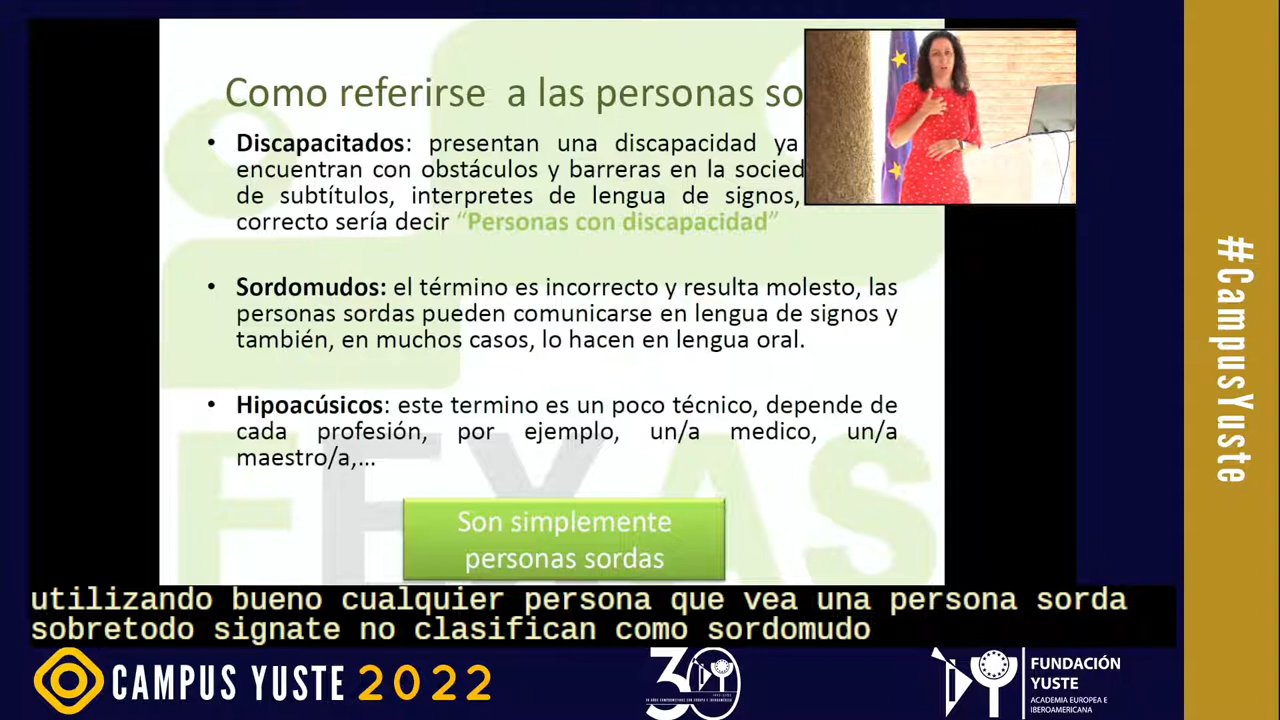 Como referirse a las personas so
• Discapacitados: presentan una discapacidad ya
encuentran con obstáculos y barreras en la socied
de subtítulos, interpretes de lengua de signos,
correcto sería decir “Personas con discapacidad”
• Sordomudos: el término es incorrecto y resulta molesto, las
personas sordas pueden comunicarse en lengua de signos y
también, en muchos casos, lo hacen en lengua oral.
• Hipoacúsicos: este termino es un poco técnico, depende de
cada profesión, por ejemplo, un/a medico, un/a
maestro/a,...
FEXAS
Son simplemente
personas sordas
utilizando bueno cualquier persona que vea una persona sorda
sobretodo signate no clasifican como sordomudo
CAMPUS YUSTE 2022
30
FUNDACIÓN
YUSTE
ACADEMIA EUROPEA E
IBEROAMERICANA
#CampusYuste